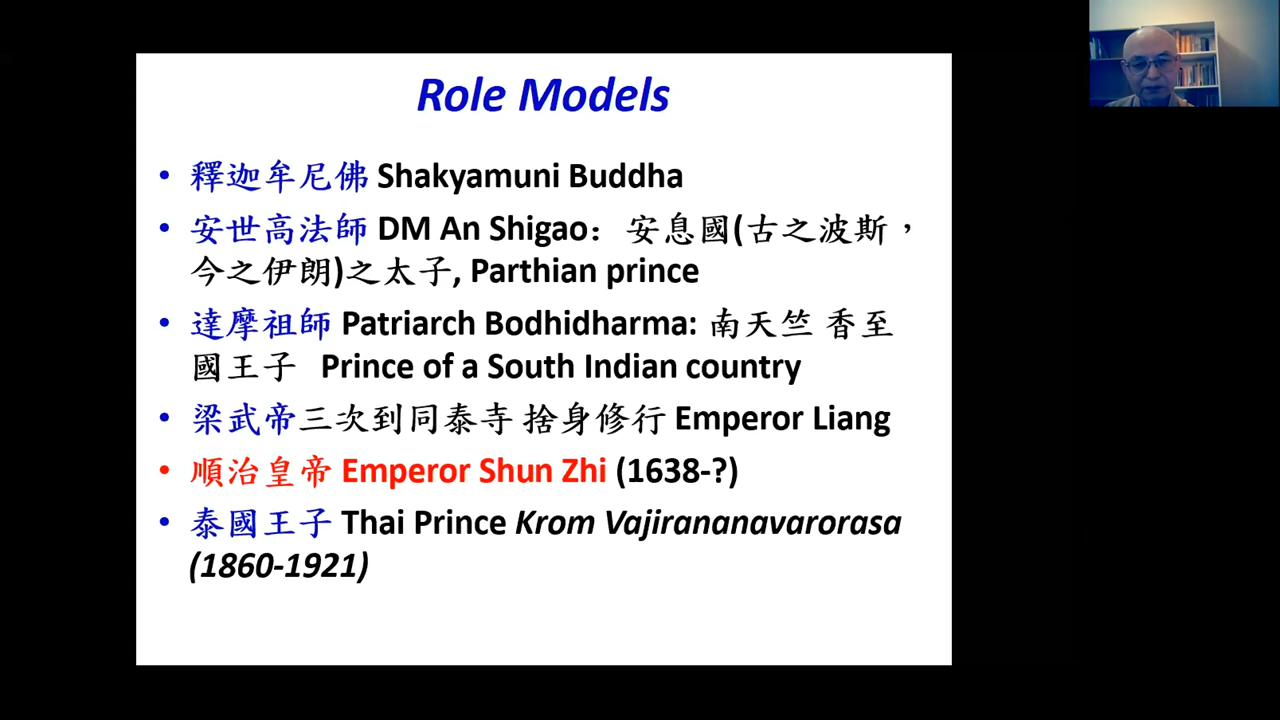 Role Models
• 釋迦牟尼佛 Shakyamuni Buddha
• 安世高法師 DM An Shigao：安息國(古之波斯，
今之伊朗)之太子, Parthian prince
• 達摩祖師 Patriarch Bodhidharma: 南天竺 香至
國王子 Prince of a South Indian country
• 梁武帝三次到同泰寺 捨身修行 Emperor Liang
• 順治皇帝 Emperor Shun Zhi (1638-?)
• 泰國王子 Thai Prince Krom Vajirananavarorasa
(1860-1921)